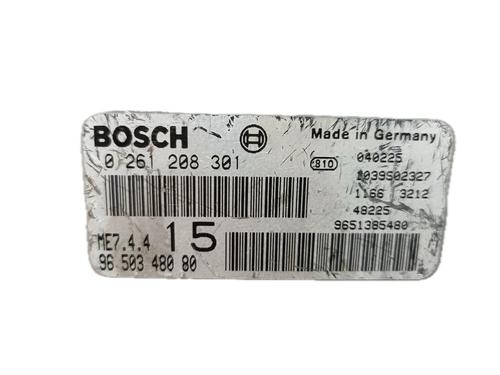 BOSCH
Made in Germany
0 261 208 301
810
040225
1039S02327
1166 3212
48225
9651385480
ME7.4.4 15
96 503 480 80